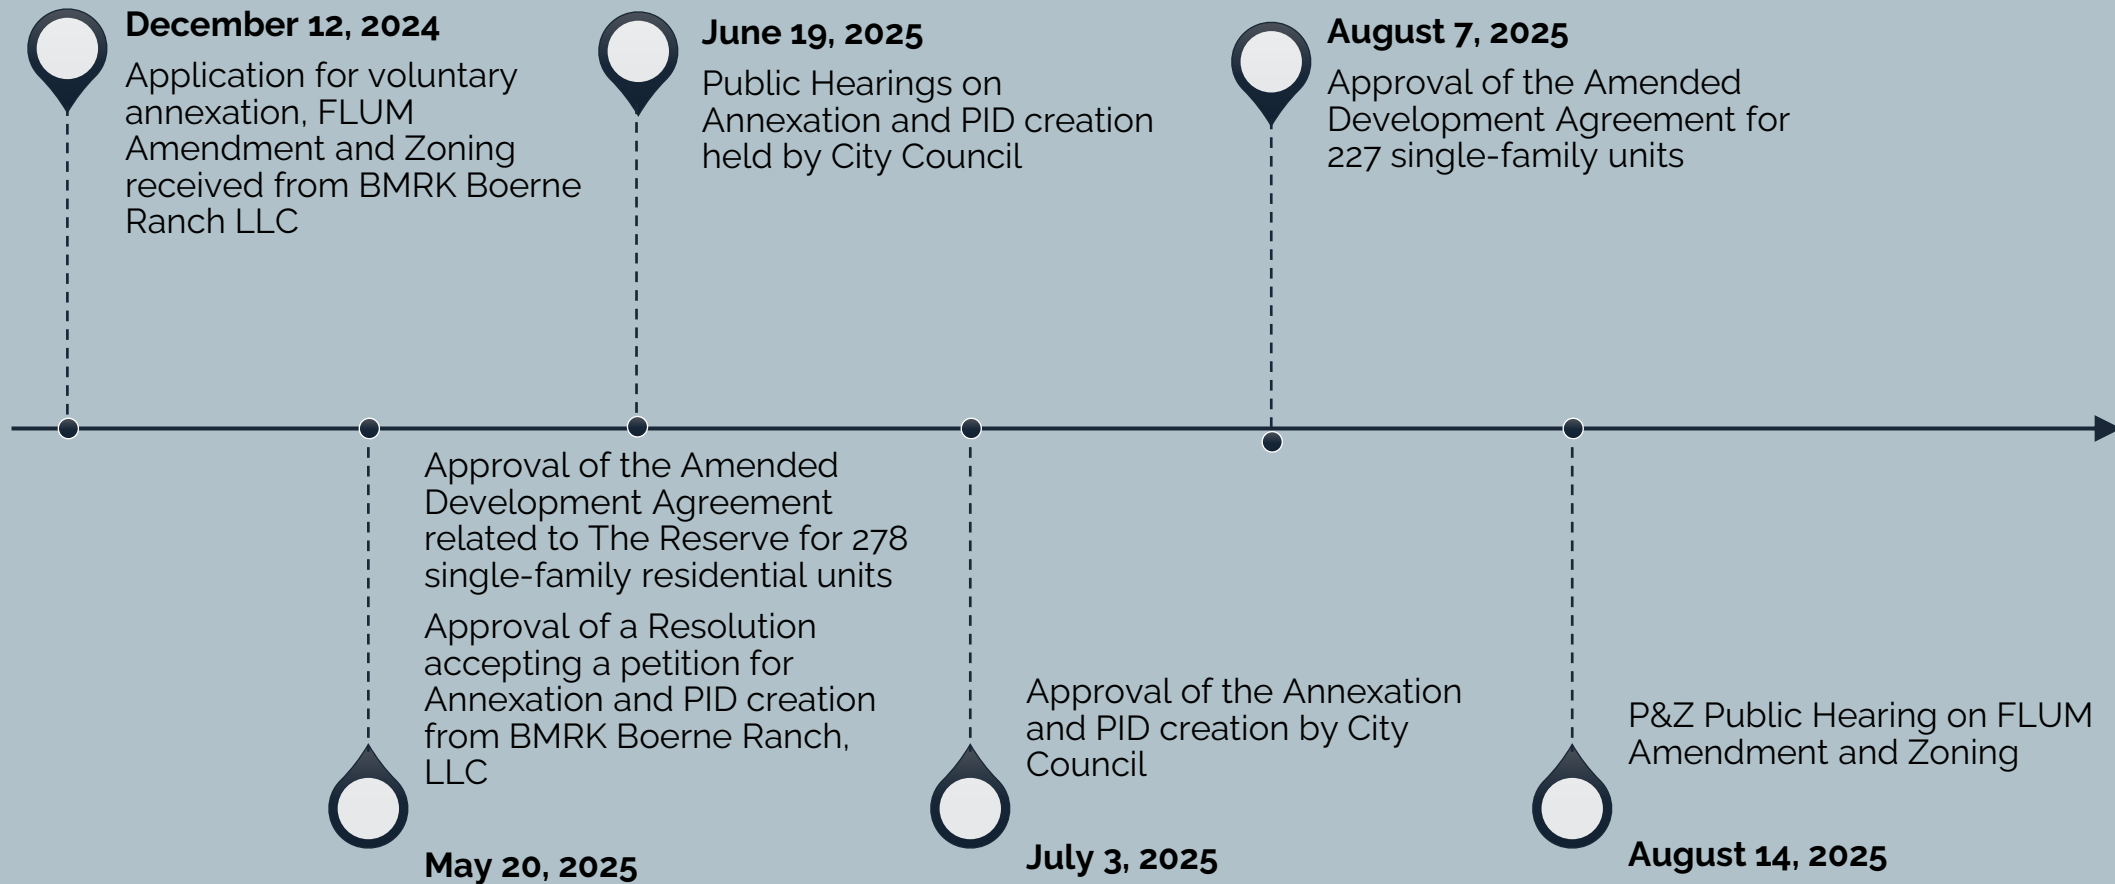 December 12, 2024
Application for voluntary
annexation, FLUM
Amendment and Zoning
received from BMRK Boerne
Ranch LLC
June 19, 2025
Public Hearings on
Annexation and PID creation
held by City Council
August 7, 2025
Approval of the Amended
Development Agreement for
227 single-family units
Approval of the Amended
Development Agreement
related to The Reserve for 278
single-family residential units
Approval of a Resolution
accepting a petition for
Annexation and PID creation
from BMRK Boerne Ranch,
LLC
May 20, 2025
Approval of the Annexation
and PID creation by City
Council
July 3, 2025
P&Z Public Hearing on FLUM
Amendment and Zoning
August 14, 2025